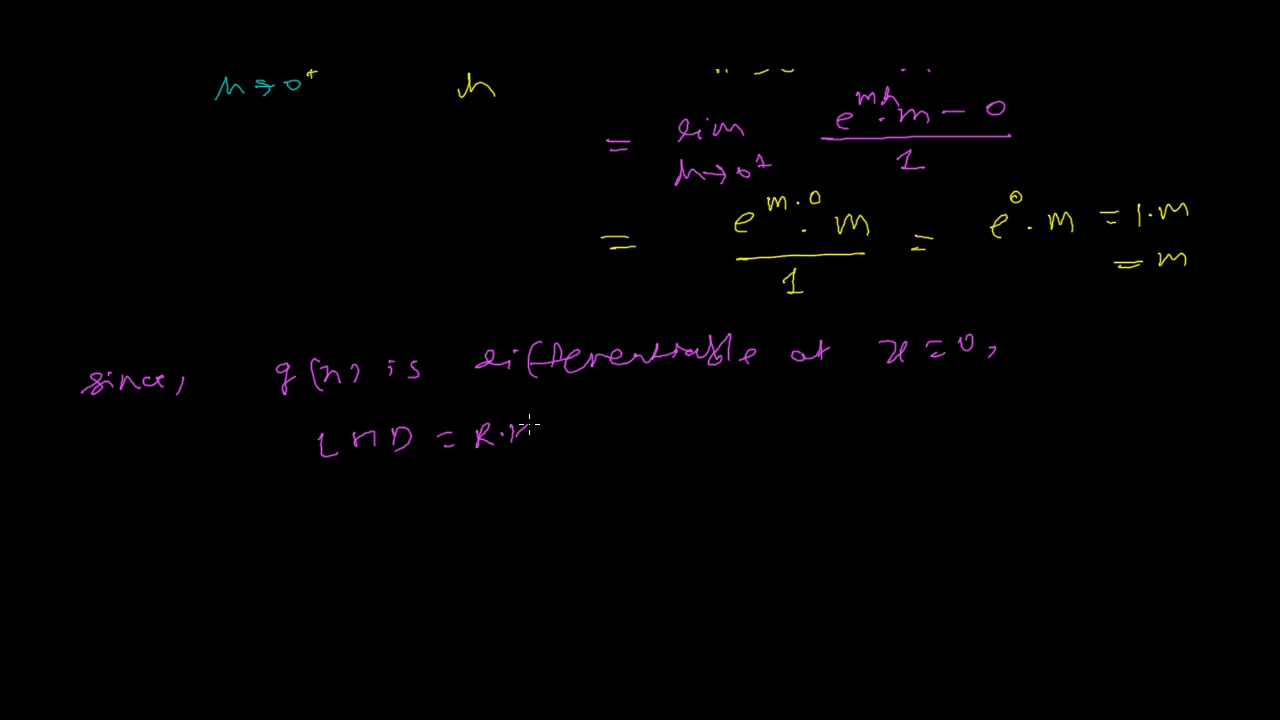 h→0⁺ h
= lim e^{mh}·m − 0
h→0⁺ 1
= e^{m·0}·m = e⁰·m = 1·m
1 = m
since, g(x) is differentiable at x=0,
LHD = R.H